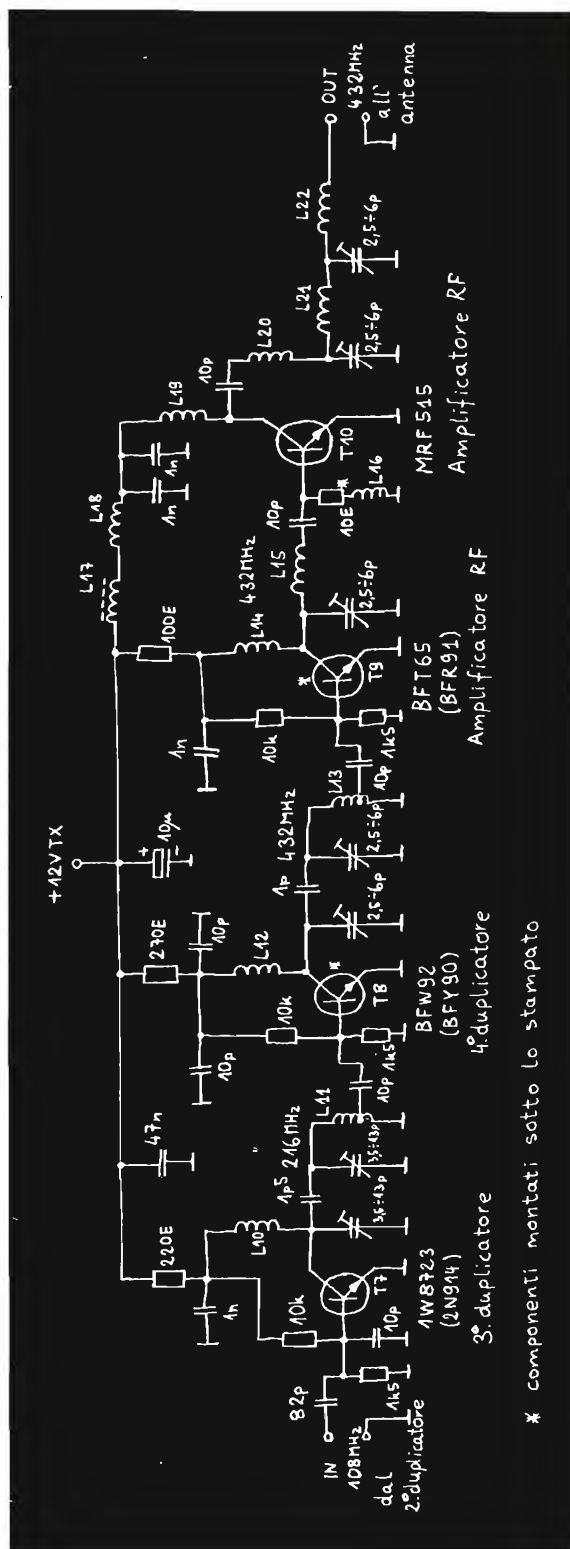 +12V TX
10µ
+
-
47n
220E
1n
L10
10k
82p
IN
108MHz
dal
2° duplicatore
1k5
10p
T7
1W8723
(2N914)
3° duplicatore
3,5÷13p
1p5
216MHz
3,5÷13p
L11
10p
270E
10p
10p
L12
10k
1k5
T8
*
BFW92
(BFY90)
4° duplicatore
2,5÷6p
1p
432MHz
2,5÷6p
L13
10p
100E
1n
L14
432MHz
10k
1k5
T9
*
BFT65
(BFR91)
Amplificatore RF
2,5÷6p
L15
10p
10E
*
L16
L17
L18
1n
1n
L19
10p
L20
T10
MRF515
Amplificatore RF
2,5÷6p
L21
2,5÷6p
L22
OUT
432MHz
all'
antenna
* componenti montati sotto lo stampato